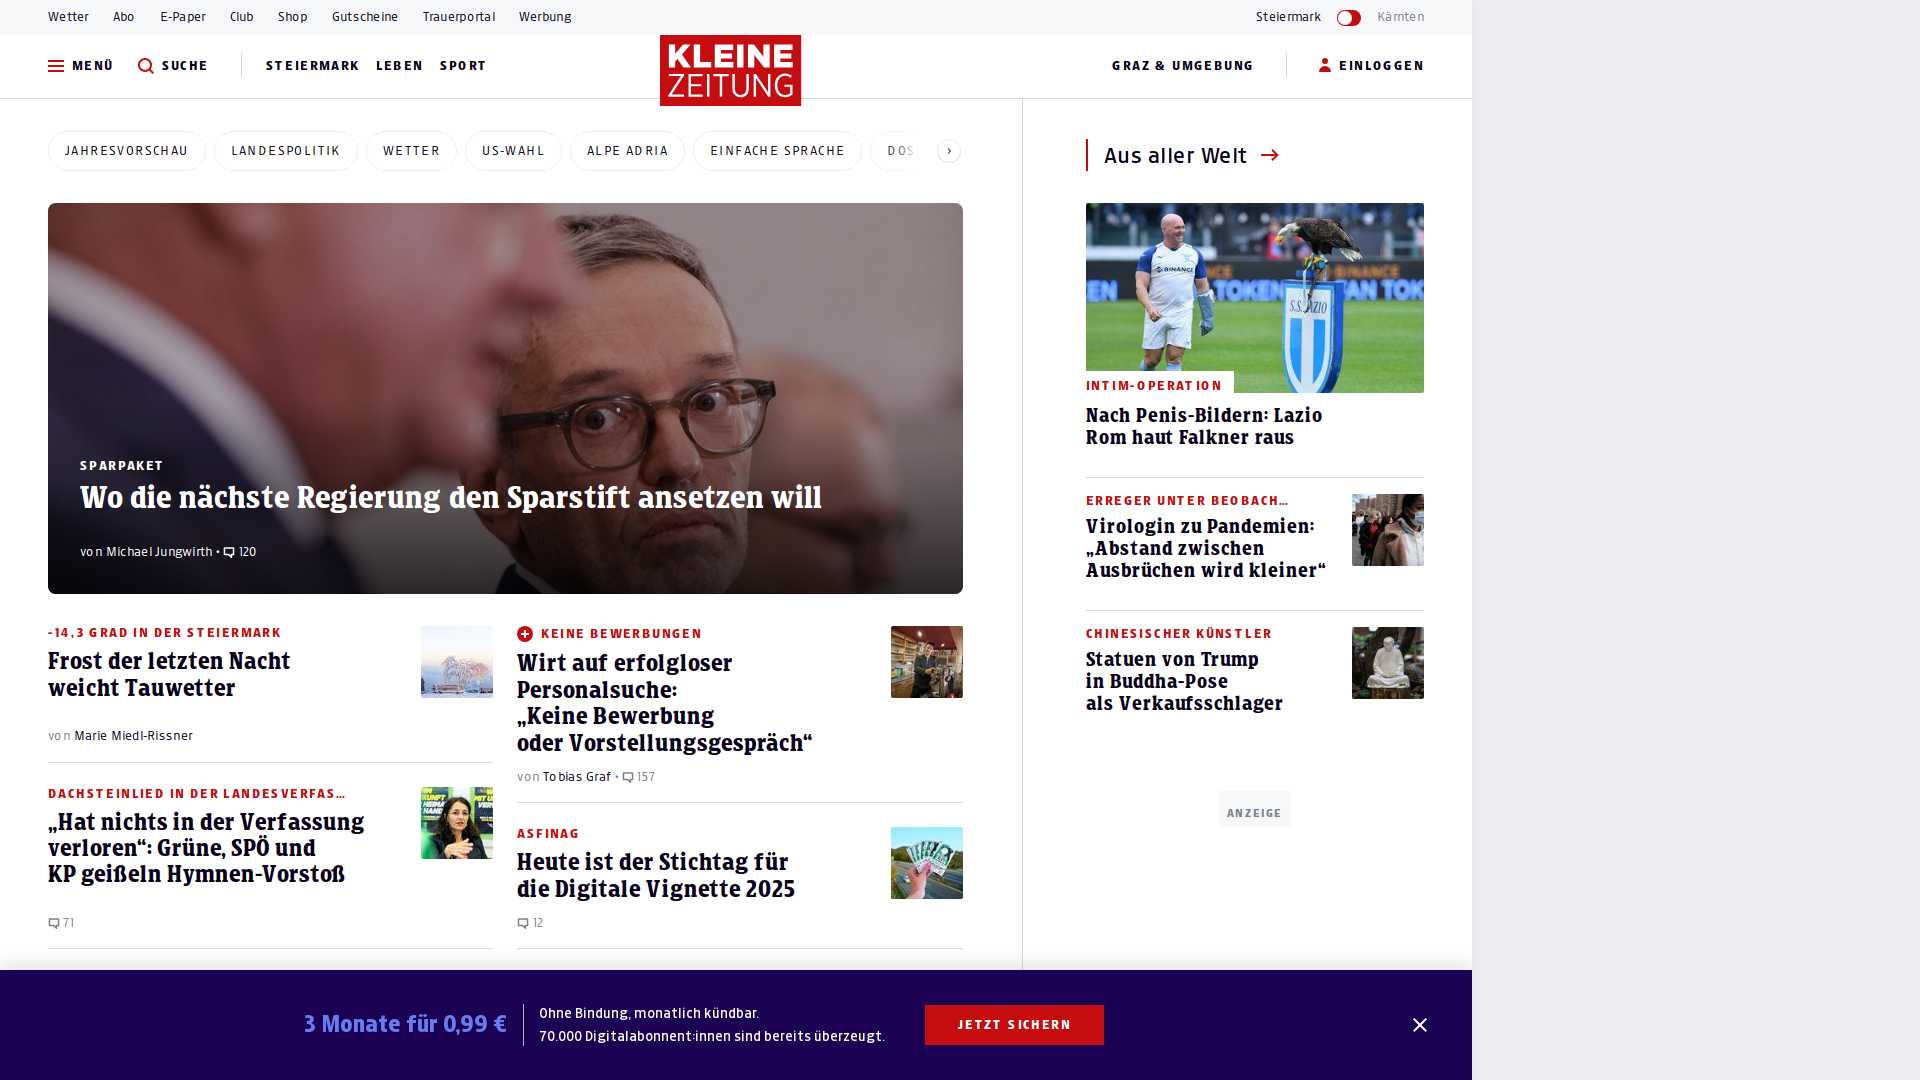 Wetter Abo E-Paper Club Shop Gutscheine Trauerportal Werbung Steiermark Kärnten
MENÜ SUCHE STEIERMARK LEBEN SPORT KLEINE ZEITUNG GRAZ & UMGEBUNG EINLOGGEN
JAHRESVORSCHAU LANDESPOLITIK WETTER US-WAHL ALPE ADRIA EINFACHE SPRACHE DOS
SPARPAKET
Wo die nächste Regierung den Sparstift ansetzen will
von Michael Jungwirth • 120
-14,3 GRAD IN DER STEIERMARK
Frost der letzten Nacht
weicht Tauwetter
von Marie Miedl-Rissner
DACHSTEINLIED IN DER LANDESVERFAS…
„Hat nichts in der Verfassung
verloren“: Grüne, SPÖ und
KP geißeln Hymnen-Vorstoß
71
KEINE BEWERBUNGEN
Wirt auf erfolgloser
Personalsuche:
„Keine Bewerbung
oder Vorstellungsgespräch“
von Tobias Graf • 157
ASFINAG
Heute ist der Stichtag für
die Digitale Vignette 2025
12
Aus aller Welt
BINANCE
BINANCE
TOKEN
FAN TOK
S.S. LAZIO
INTIM-OPERATION
Nach Penis-Bildern: Lazio
Rom haut Falkner raus
ERREGER UNTER BEOBACH…
Virologin zu Pandemien:
„Abstand zwischen
Ausbrüchen wird kleiner“
CHINESISCHER KÜNSTLER
Statuen von Trump
in Buddha-Pose
als Verkaufsschlager
ANZEIGE
3 Monate für 0,99 €
Ohne Bindung, monatlich kündbar.
70.000 Digitalabonnent:innen sind bereits überzeugt.
JETZT SICHERN